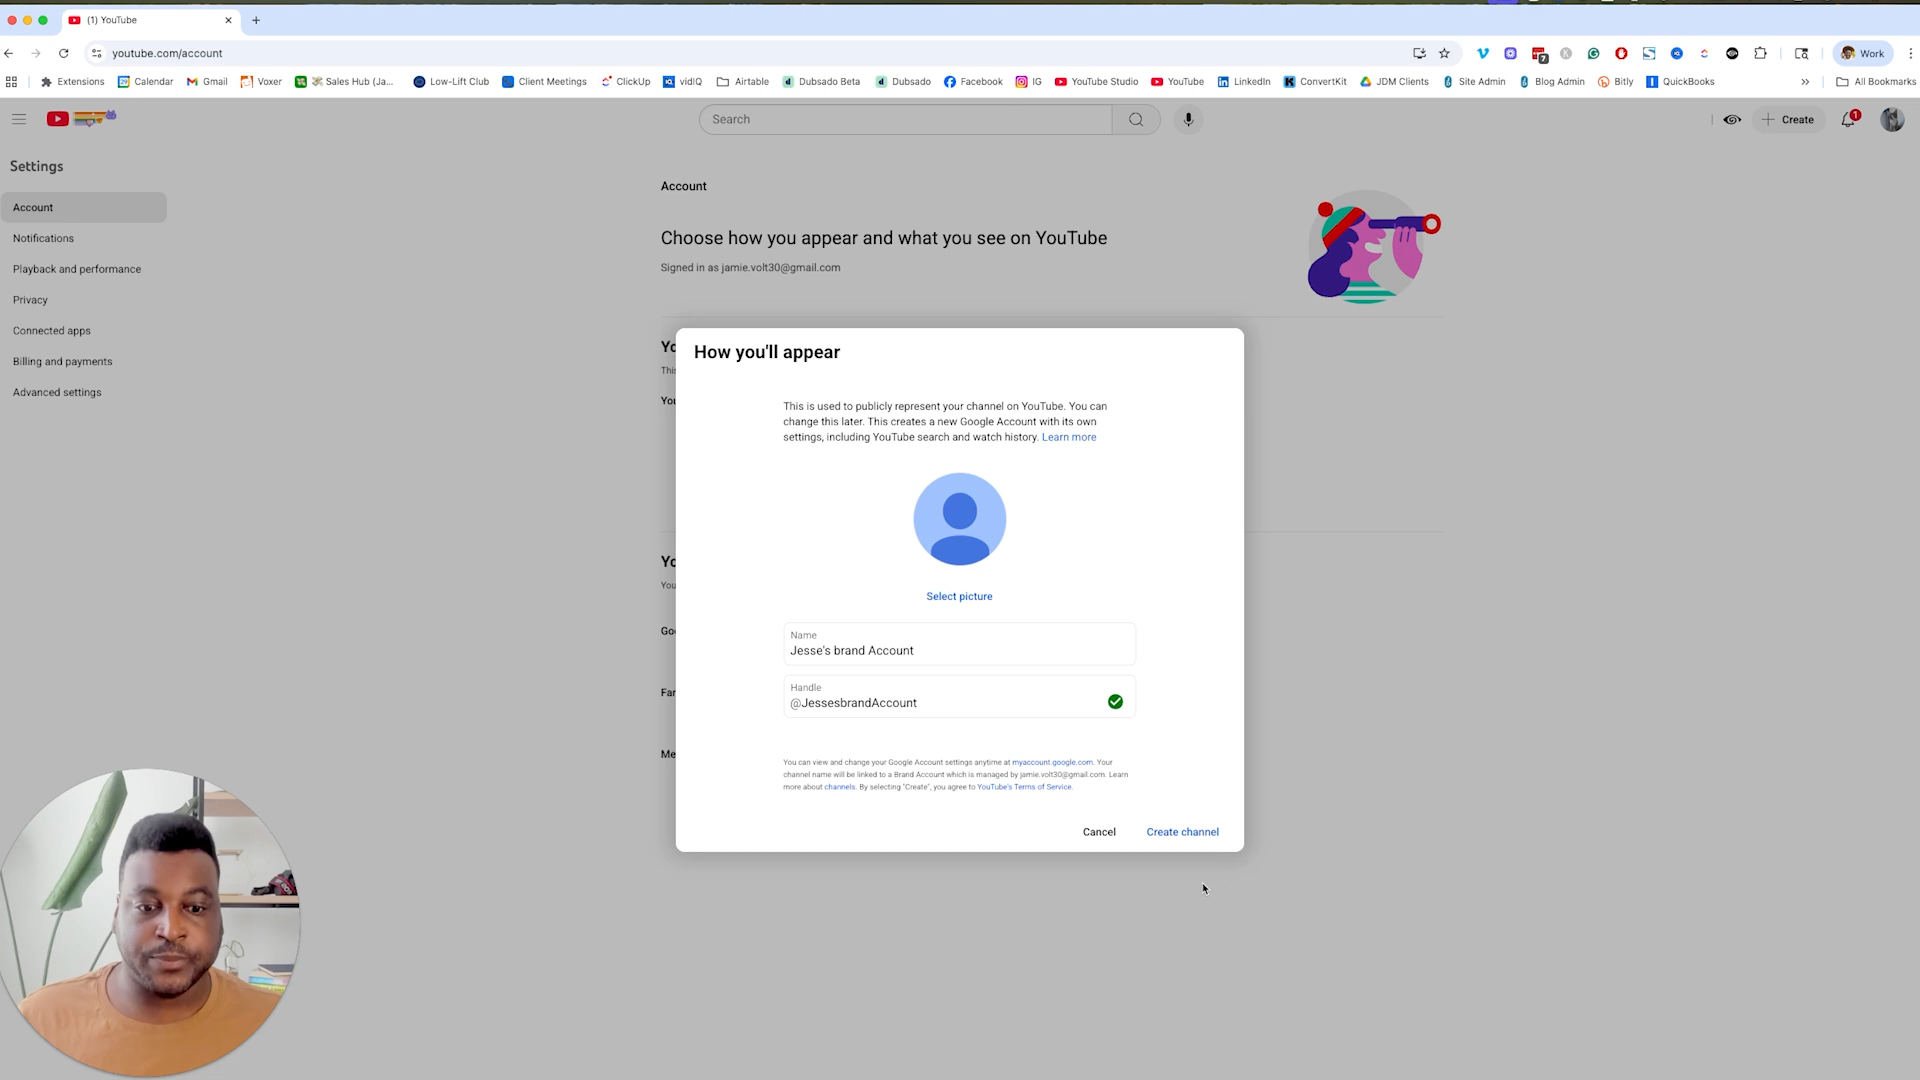 (1) YouTube
youtube.com/account
Work
Extensions
Calendar
Gmail
Voxer
Sales Hub (Ja...
Low-Lift Club
Client Meetings
ClickUp
vidIQ
Airtable
Dubsado Beta
Dubsado
Facebook
IG
YouTube Studio
YouTube
LinkedIn
ConvertKit
JDM Clients
Site Admin
Blog Admin
Bitly
QuickBooks
All Bookmarks
Search
Create
1
Settings
Account
Notifications
Playback and performance
Privacy
Connected apps
Billing and payments
Advanced settings
Account
Choose how you appear and what you see on YouTube
Signed in as jamie.volt30@gmail.com
How you'll appear
This is used to publicly represent your channel on YouTube. You can
change this later. This creates a new Google Account with its own
settings, including YouTube search and watch history. Learn more
Select picture
Name
Jesse's brand Account
Handle
@JessesbrandAccount
You can view and change your Google Account settings anytime at myaccount.google.com. Your
channel name will be linked to a Brand Account which is managed by jamie.volt30@gmail.com. Learn
more about channels. By selecting "Create", you agree to YouTube's Terms of Service.
Cancel
Create channel